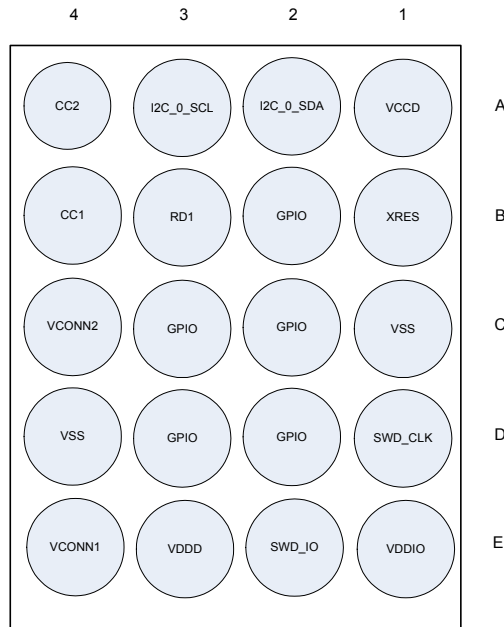 4 3 2 1
CC2 I2C_0_SCL I2C_0_SDA VCCD A
CC1 RD1 GPIO XRES B
VCONN2 GPIO GPIO VSS C
VSS GPIO GPIO SWD_CLK D
VCONN1 VDDD SWD_IO VDDIO E